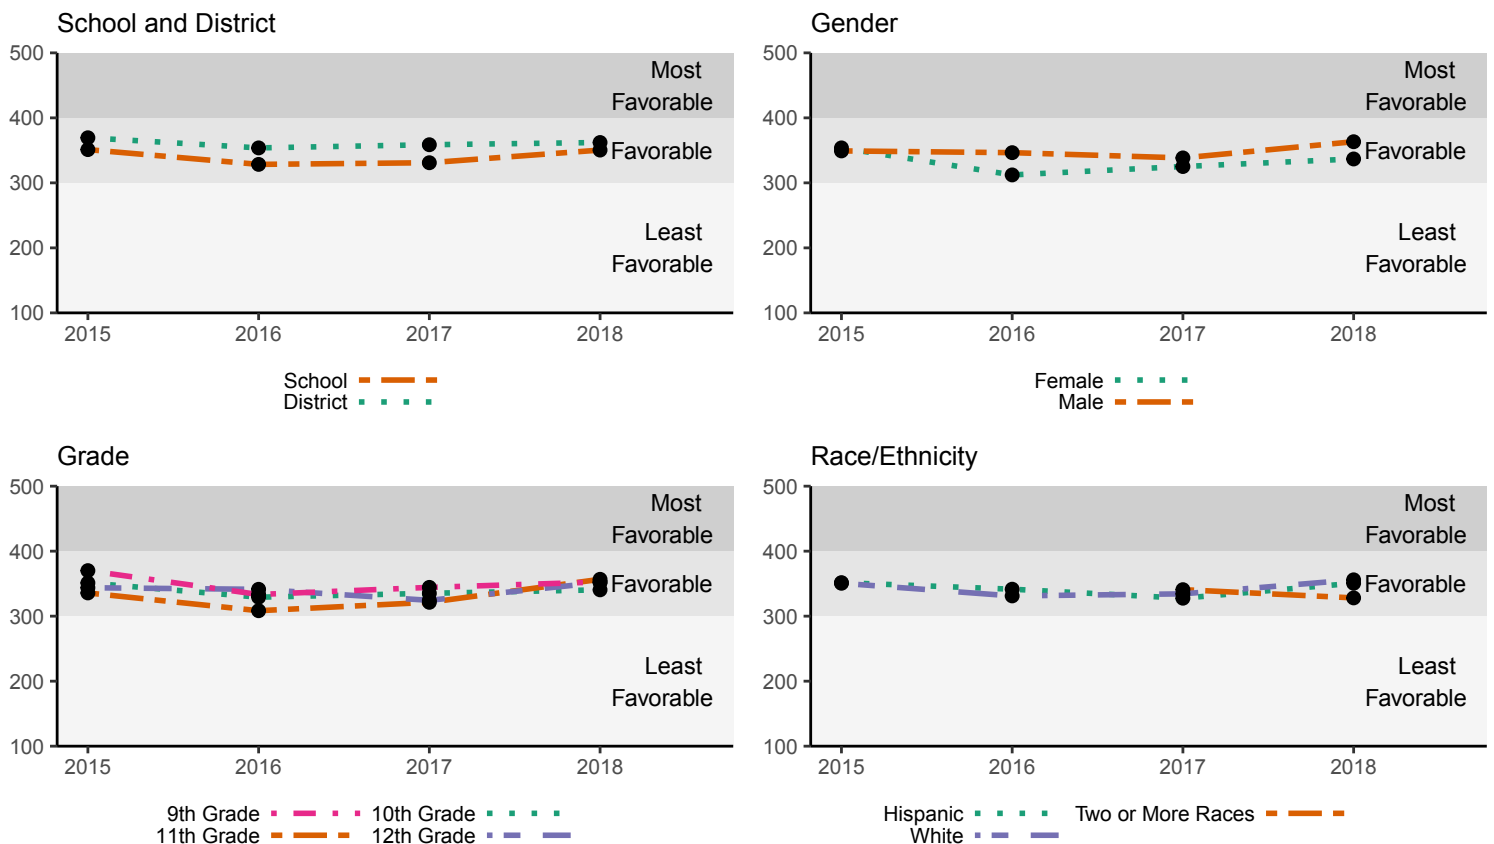 School and District
500
400
300
200
100
Most
Favorable
Favorable
Least
Favorable
2015 2016 2017 2018
School
District
Gender
500
400
300
200
100
Most
Favorable
Favorable
Least
Favorable
2015 2016 2017 2018
Female
Male
Grade
500
400
300
200
100
Most
Favorable
Favorable
Least
Favorable
2015 2016 2017 2018
9th Grade 10th Grade
11th Grade 12th Grade
Race/Ethnicity
500
400
300
200
100
Most
Favorable
Favorable
Least
Favorable
2015 2016 2017 2018
Hispanic Two or More Races
White